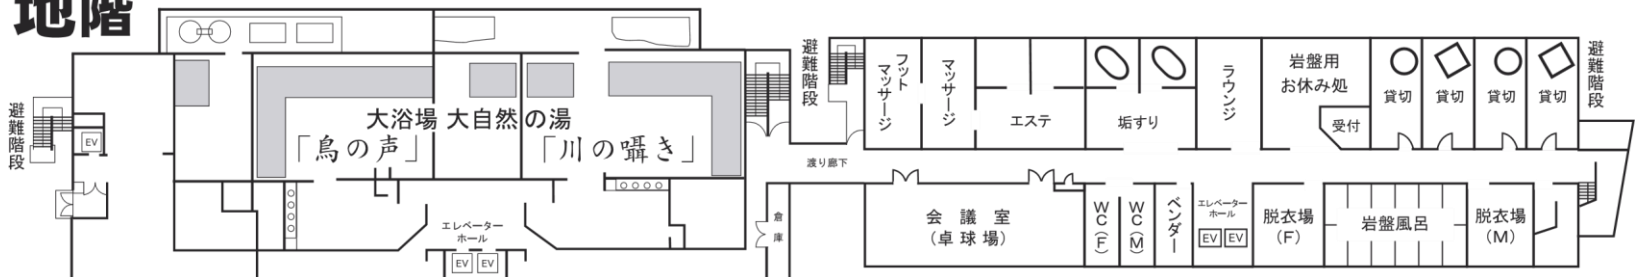 地階
避難階段
EV
大浴場 大自然の湯
「鳥の声」
「川の囁き」
エレベーター
ホール
EV
EV
避難階段
渡り廊下
倉庫
フット
マッサージ
マッサージ
エステ
垢すり
ラウンジ
岩盤用
お休み処
受付
貸切
貸切
貸切
貸切
避難階段
会議室
(卓球場)
WC(F)
WC(M)
ベンダー
エレベーター
ホール
EV
EV
脱衣場
(F)
岩盤風呂
脱衣場
(M)